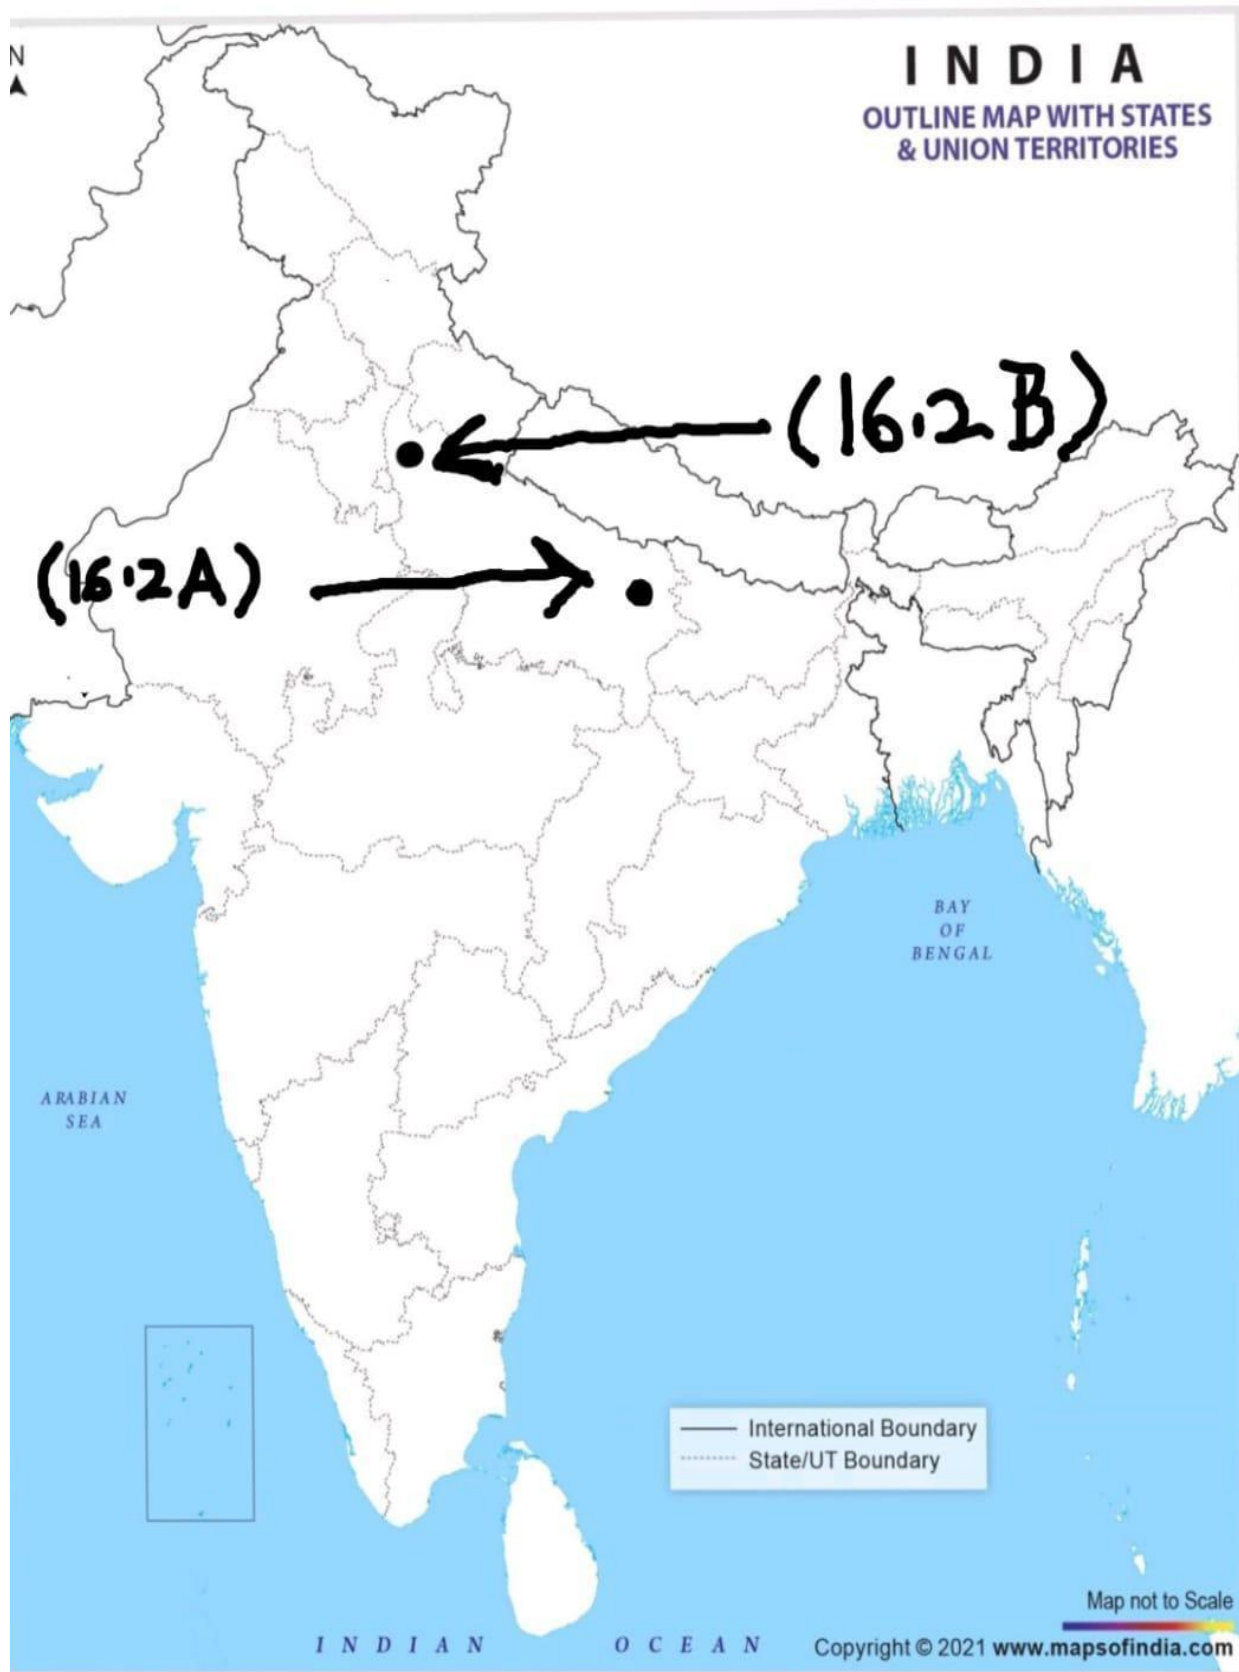 N
INDIA
OUTLINE MAP WITH STATES
& UNION TERRITORIES
(16.2B)
(16.2A)
BAY
OF
BENGAL
ARABIAN
SEA
International Boundary
State/UT Boundary
Map not to Scale
INDIAN OCEAN
Copyright © 2021 www.mapsofindia.com